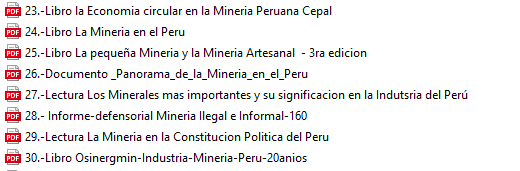 PDF 23.-Libro la Economia circular en la Mineria Peruana Cepal
PDF 24.-Libro La Mineria en el Peru
PDF 25.-Libro La pequeña Mineria y la Mineria Artesanal - 3ra edicion
PDF 26.-Documento _Panorama_de_la_Mineria_en_el_Peru
PDF 27.-Lectura Los Minerales mas importantes y su significacion en la Indutsria del Perú
PDF 28.- Informe-defensorial Mineria Ilegal e Informal-160
PDF 29.-Lectura La Mineria en la Constitucion Politica del Peru
PDF 30.-Libro Osinergmin-Industria-Mineria-Peru-20anios